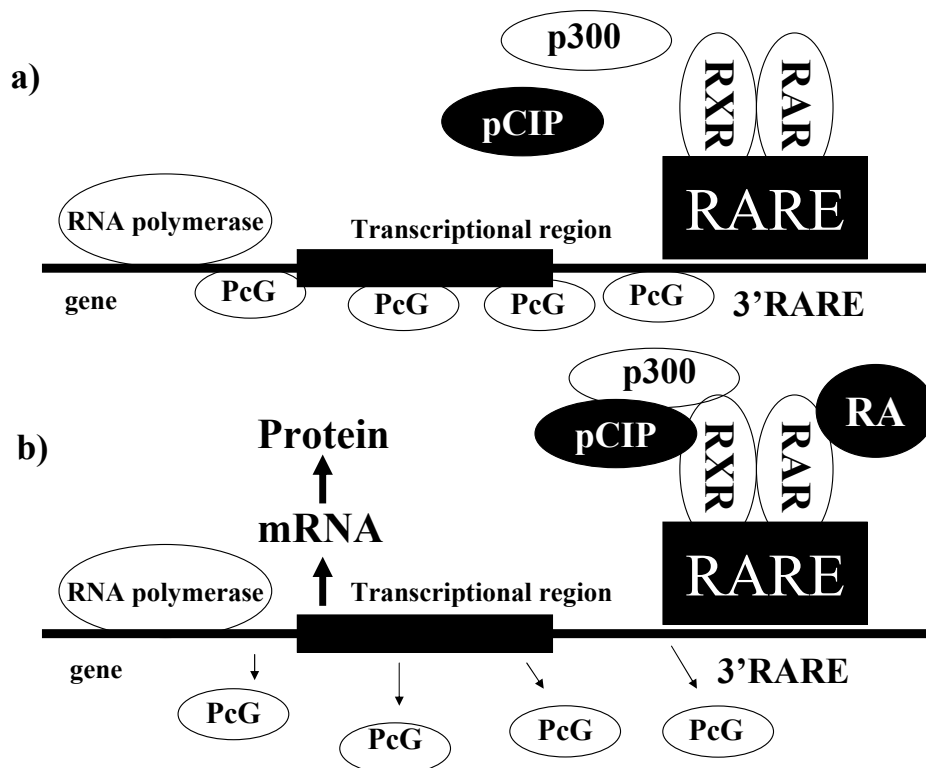 a)
p300
pCIP
RXR
RAR
RARE
RNA polymerase
Transcriptional region
gene
PcG
PcG
PcG
PcG
3’RARE
b)
p300
pCIP
RXR
RAR
RA
Protein
mRNA
RARE
RNA polymerase
Transcriptional region
gene
3’RARE
PcG
PcG
PcG
PcG